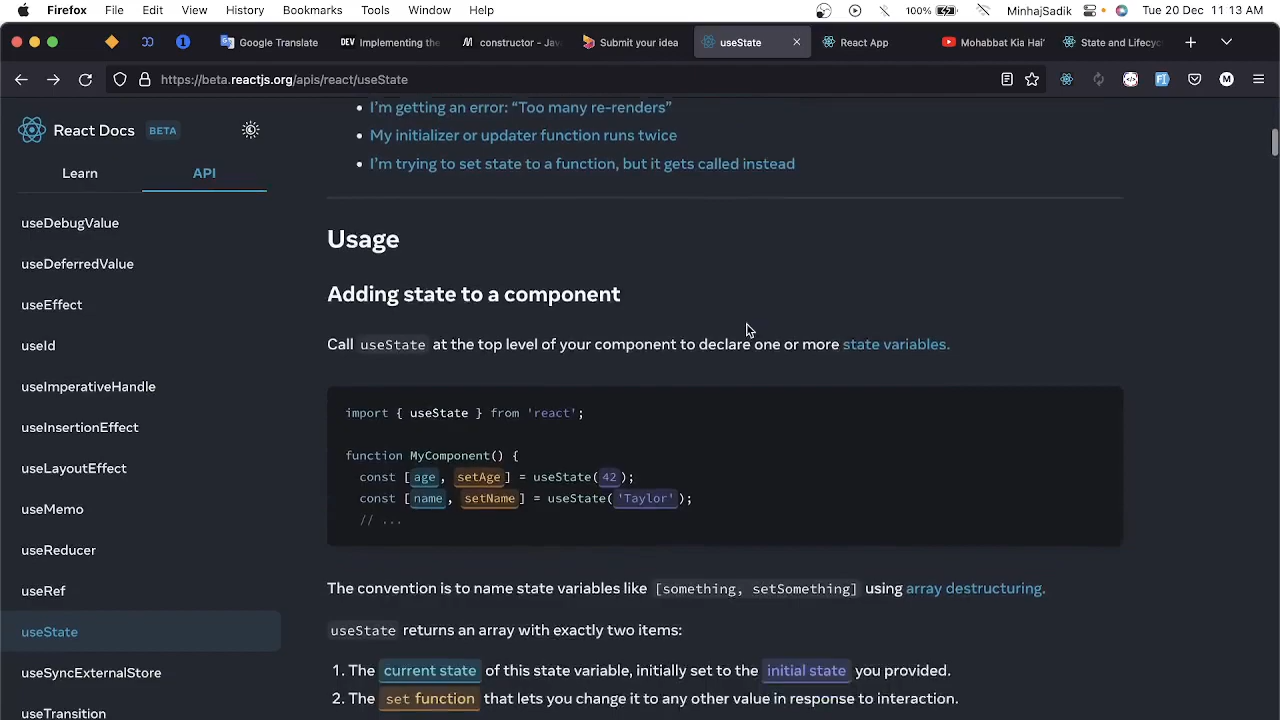 Firefox File Edit View History Bookmarks Tools Window Help 100% MinhajSadik Tue 20 Dec 11:13 AM
Google Translate DEV Implementing the constructor - Jav Submit your idea useState React App Mohabbat Kia Hai' State and Lifecyc
https://beta.reactjs.org/apis/react/useState M
React Docs BETA
Learn API
useDebugValue
useDeferredValue
useEffect
useId
useImperativeHandle
useInsertionEffect
useLayoutEffect
useMemo
useReducer
useRef
useState
useSyncExternalStore
useTransition
• I'm getting an error: “Too many re-renders”
• My initializer or updater function runs twice
• I'm trying to set state to a function, but it gets called instead
Usage
Adding state to a component
Call useState at the top level of your component to declare one or more state variables.
import { useState } from 'react';
function MyComponent() {
const [age, setAge] = useState(42);
const [name, setName] = useState('Taylor');
// ...
The convention is to name state variables like [something, setSomething] using array destructuring.
useState returns an array with exactly two items:
1. The current state of this state variable, initially set to the initial state you provided.
2. The set function that lets you change it to any other value in response to interaction.